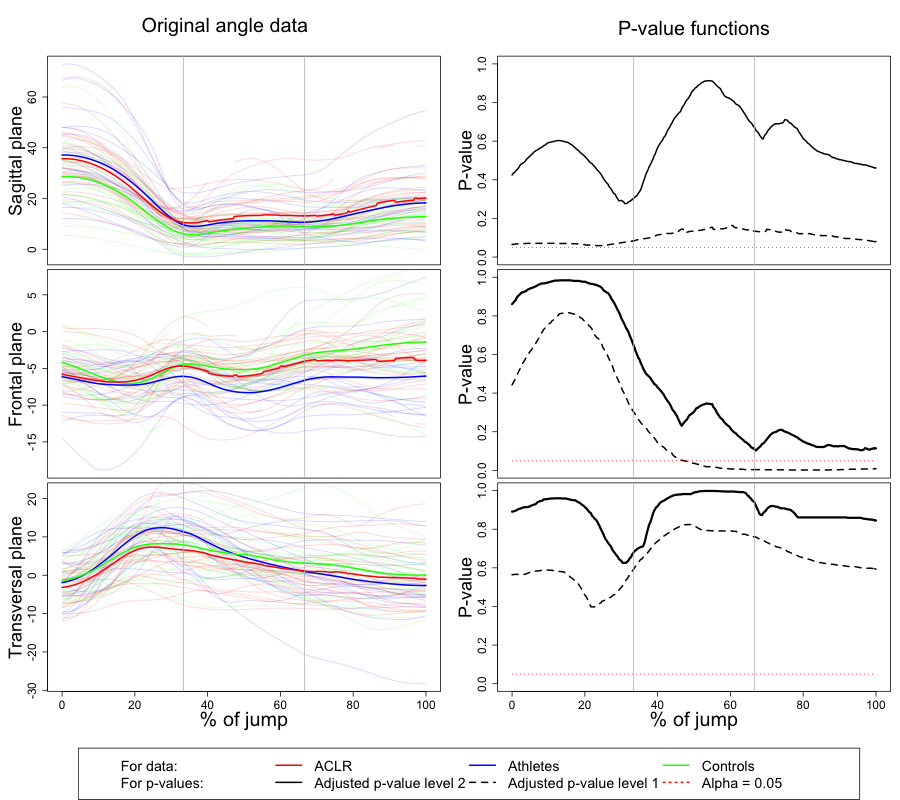 Original angle data
P-value functions
Sagittal plane
0 20 40 60
P-value
0.0 0.2 0.4 0.6 0.8 1.0
Frontal plane
-15 -10 -5 0 5
P-value
0.0 0.2 0.4 0.6 0.8 1.0
Transversal plane
-30 -20 -10 0 10 20
P-value
0.0 0.2 0.4 0.6 0.8 1.0
0 20 40 60 80 100
% of jump
0 20 40 60 80 100
% of jump
For data: ACLR Athletes Controls
For p-values: Adjusted p-value level 2 Adjusted p-value level 1 Alpha = 0.05